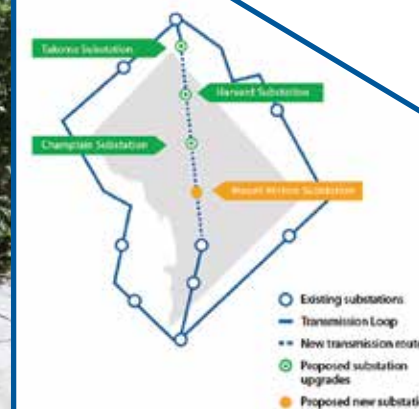 Takoma Substation
Harvard Substation
Champlain Substation
Mount Vernon Substation
Existing substations
Transmission Loop
New transmission rout
Proposed substation
upgrades
Proposed new substati